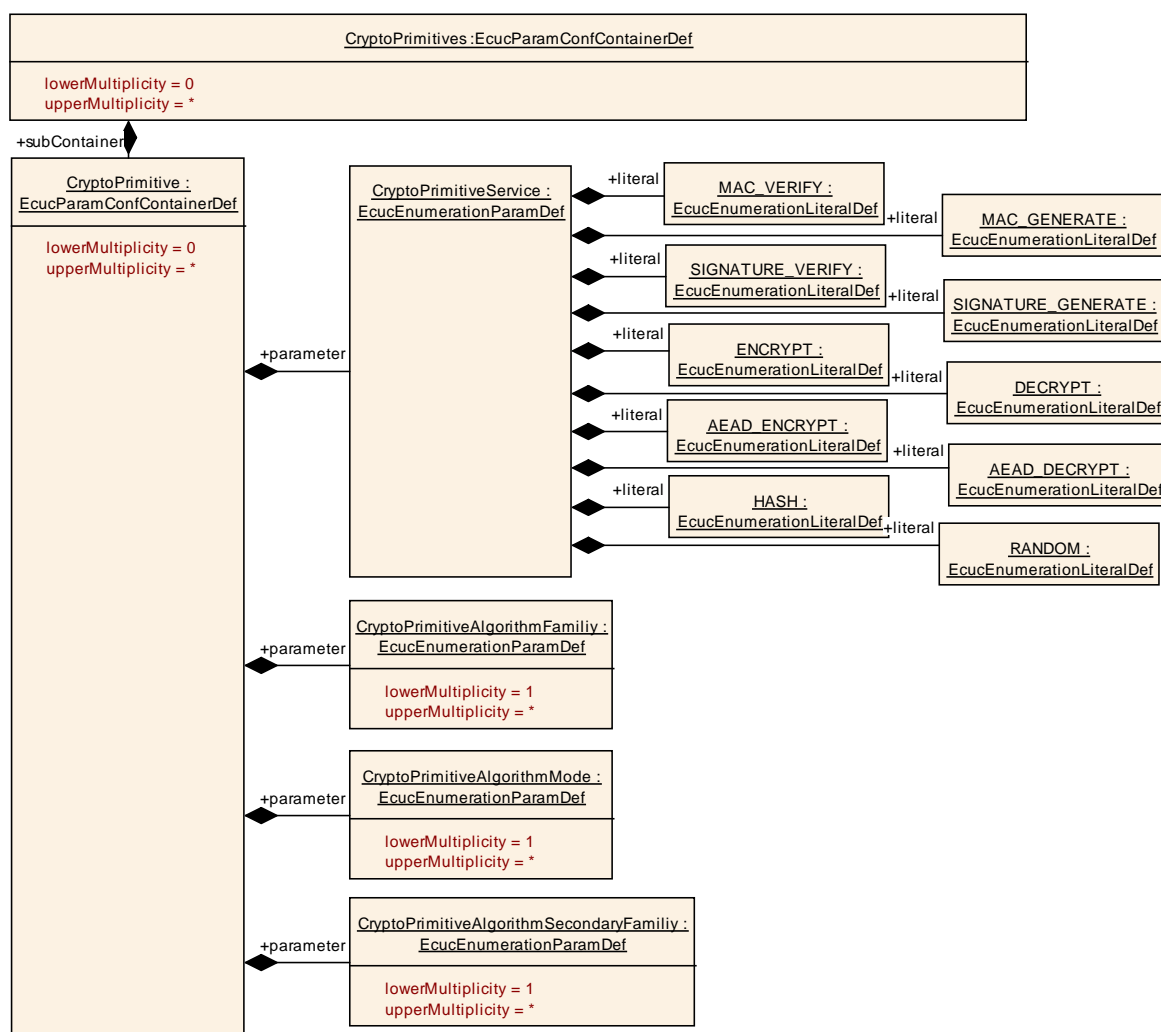 CryptoPrimitives :EcucParamConfContainerDef
lowerMultiplicity = 0
upperMultiplicity = *
+subContainer
CryptoPrimitive :
EcucParamConfContainerDef
lowerMultiplicity = 0
upperMultiplicity = *
+parameter
CryptoPrimitiveService :
EcucEnumerationParamDef
+literal
MAC_VERIFY :
EcucEnumerationLiteralDef
+literal
MAC_GENERATE :
EcucEnumerationLiteralDef
+literal
SIGNATURE_VERIFY :
EcucEnumerationLiteralDef
+literal
SIGNATURE_GENERATE :
EcucEnumerationLiteralDef
+literal
ENCRYPT :
EcucEnumerationLiteralDef
+literal
DECRYPT :
EcucEnumerationLiteralDef
+literal
AEAD_ENCRYPT :
EcucEnumerationLiteralDef
+literal
AEAD_DECRYPT :
EcucEnumerationLiteralDef
+literal
HASH :
EcucEnumerationLiteralDef
+literal
RANDOM :
EcucEnumerationLiteralDef
+parameter
CryptoPrimitiveAlgorithmFamiliy :
EcucEnumerationParamDef
lowerMultiplicity = 1
upperMultiplicity = *
+parameter
CryptoPrimitiveAlgorithmMode :
EcucEnumerationParamDef
lowerMultiplicity = 1
upperMultiplicity = *
+parameter
CryptoPrimitiveAlgorithmSecondaryFamiliy :
EcucEnumerationParamDef
lowerMultiplicity = 1
upperMultiplicity = *